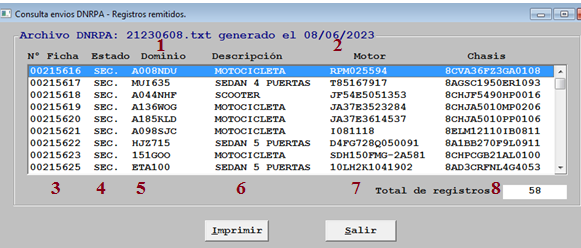 Consulta envios DNRPA - Registros remitidos.
Archivo DNRPA: 21230608.txt generado el 08/06/2023
1 2
Nº Ficha Estado Dominio Descripción Motor Chasis
00215616 SEC. A008NDU MOTOCICLETA RPM025594 8CVA36FZ3GA0108
00215617 SEC. MUI635 SEDAN 4 PUERTAS T85167917 8AGSC1950ER1093
00215618 SEC. A044NHF SCOOTER JF54E5051353 8CHJF5490HP0016
00215619 SEC. A136WOG MOTOCICLETA JA37E3523284 8CHJA5010MP0206
00215620 SEC. A185KLD MOTOCICLETA JA37E3614537 8CHJA5010NP0066
00215621 SEC. A098SJC MOTOCICLETA I081118 8ELM12110IB0811
00215622 SEC. HJZ715 SEDAN 5 PUERTAS D4FG728Q050091 8A1BB270F9L0911
00215623 SEC. 151GOO MOTOCICLETA SDH150FMG-2A581 8CHPCGB21AL0100
00215625 SEC. ETA100 SEDAN 5 PUERTAS 10LH2K1041902 8AD3CRFNL4G4053
3 4 5 6 7 Total de registros 8 58
Imprimir Salir